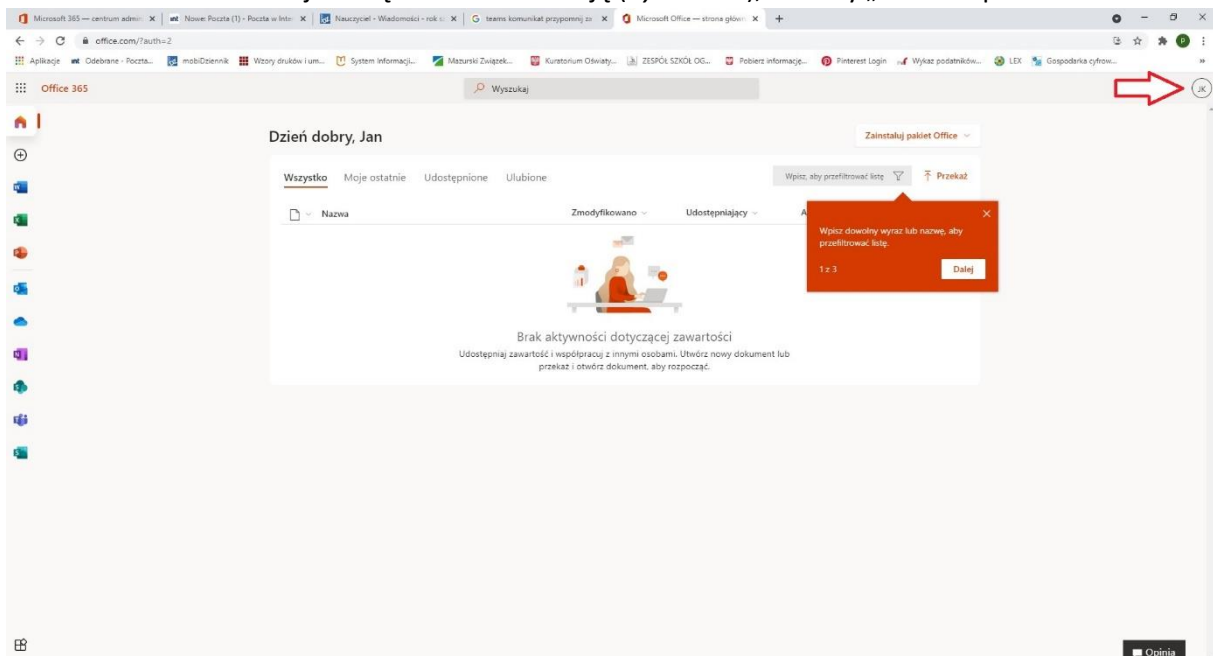 Microsoft 365 — centrum admin
Nowe: Poczta (1) - Poczta w Inte
Nauczyciel - Wiadomości - rok s
teams komunikat przypomnij za
Microsoft Office — strona główn
office.com/?auth=2
Aplikacje
Odebrane - Poczta...
mobiDziennik
Wzory druków i um...
System Informacji...
Mazurski Związek...
Kuratorium Oświaty...
ZESPÓŁ SZKÓŁ OG...
Pobierz informację...
Pinterest Login
Wykaz podatników...
LEX
Gospodarka cyfrow...
Office 365
Wyszukaj
JK
Dzień dobry, Jan
Zainstaluj pakiet Office
Wszystko
Moje ostatnie
Udostępnione
Ulubione
Wpisz, aby przefiltrować listę
Przekaż
Nazwa
Zmodyfikowano
Udostępniający
A
Wpisz dowolny wyraz lub nazwę, aby
przefiltrować listę.
1 z 3
Dalej
Brak aktywności dotyczącej zawartości
Udostępniaj zawartość i współpracuj z innymi osobami. Utwórz nowy dokument lub
przekaż i otwórz dokument, aby rozpocząć.
Opinia